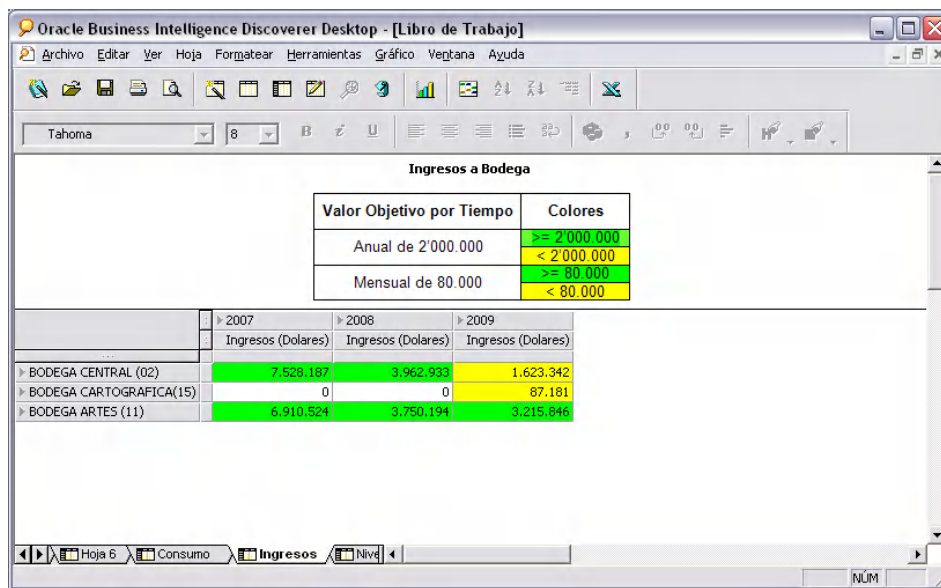 Oracle Business Intelligence Discoverer Desktop - [Libro de Trabajo]
Archivo Editar Ver Hoja Formatear Herramientas Gráfico Ventana Ayuda
Tahoma 8 B i U
Ingresos a Bodega
Valor Objetivo por Tiempo Colores
Anual de 2'000.000 >= 2'000.000
< 2'000.000
Mensual de 80.000 >= 80.000
< 80.000
2007 2008 2009
Ingresos (Dolares) Ingresos (Dolares) Ingresos (Dolares)
BODEGA CENTRAL (02) 7.528.187 3.962.933 1.623.342
BODEGA CARTOGRAFICA(15) 0 0 87.181
BODEGA ARTES (11) 6.910.524 3.750.194 3.215.846
Hoja 6 Consumo Ingresos Nive
NÚM